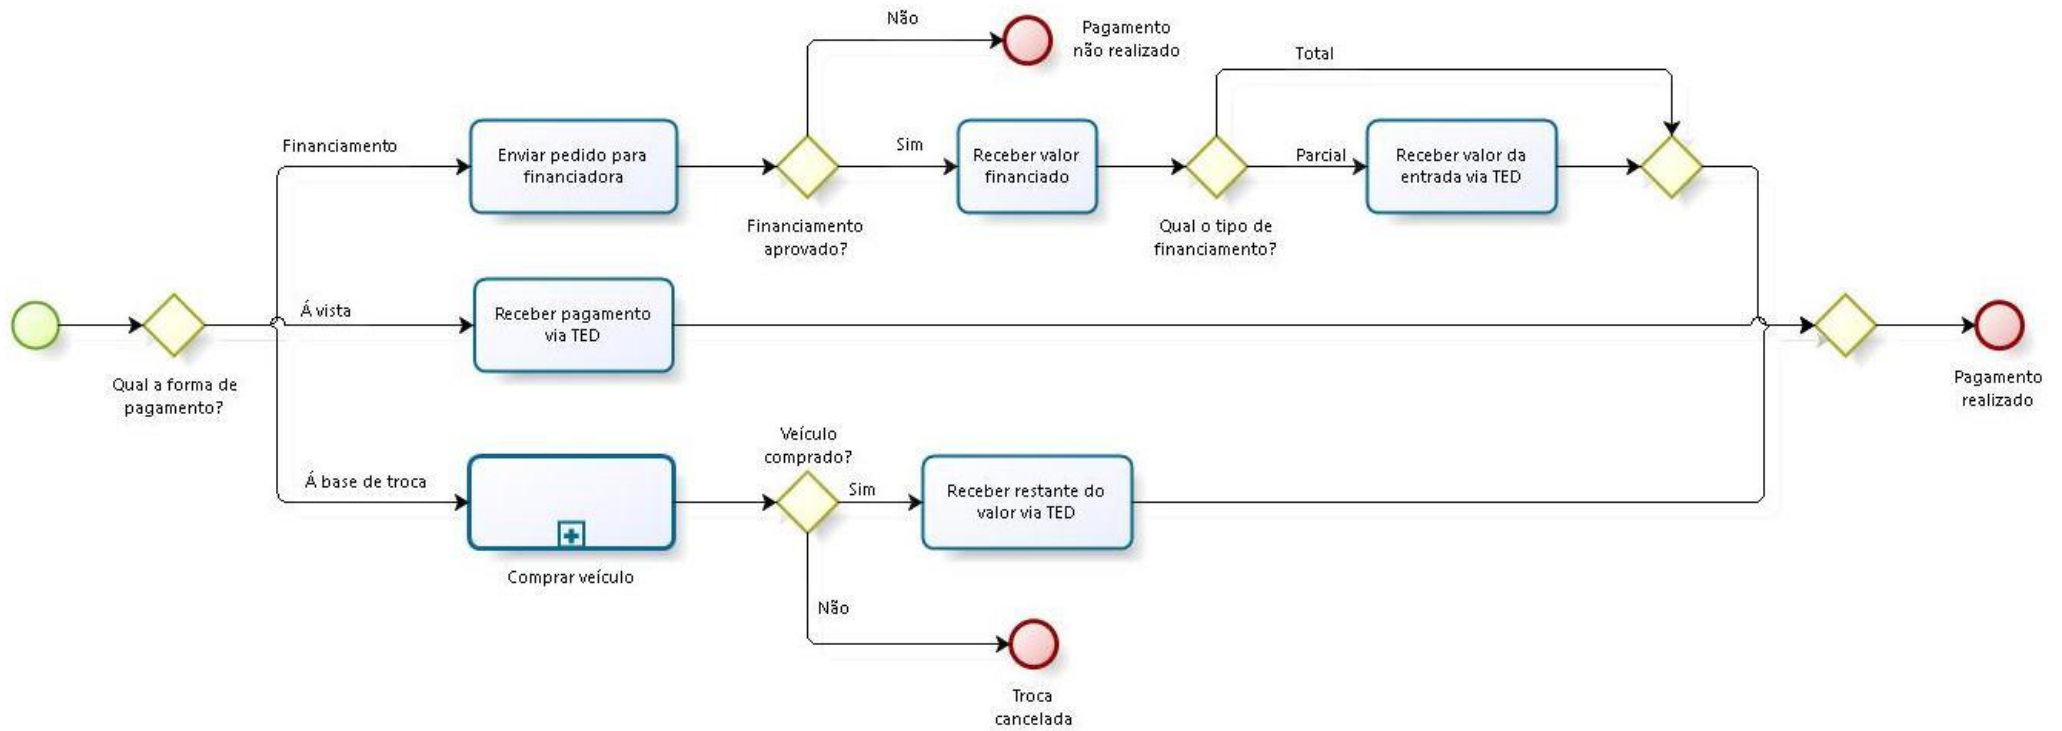 Não
Pagamento
não realizado
Total
Financiamento
Enviar pedido para
financiadora
Sim
Receber valor
financiado
Parcial
Receber valor da
entrada via TED
Financiamento
aprovado?
Qual o tipo de
financiamento?
Á vista
Receber pagamento
via TED
Qual a forma de
pagamento?
Pagamento
realizado
Veículo
comprado?
Á base de troca
Sim
Receber restante do
valor via TED
Comprar veículo
Não
Troca
cancelada